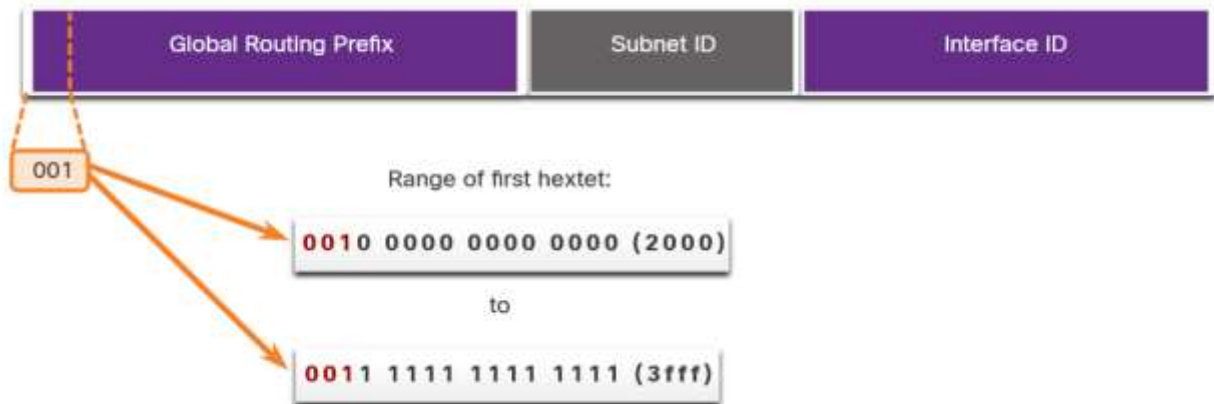 Global Routing Prefix Subnet ID Interface ID
001
Range of first hextet:
0010 0000 0000 0000 (2000)
to
0011 1111 1111 1111 (3fff)